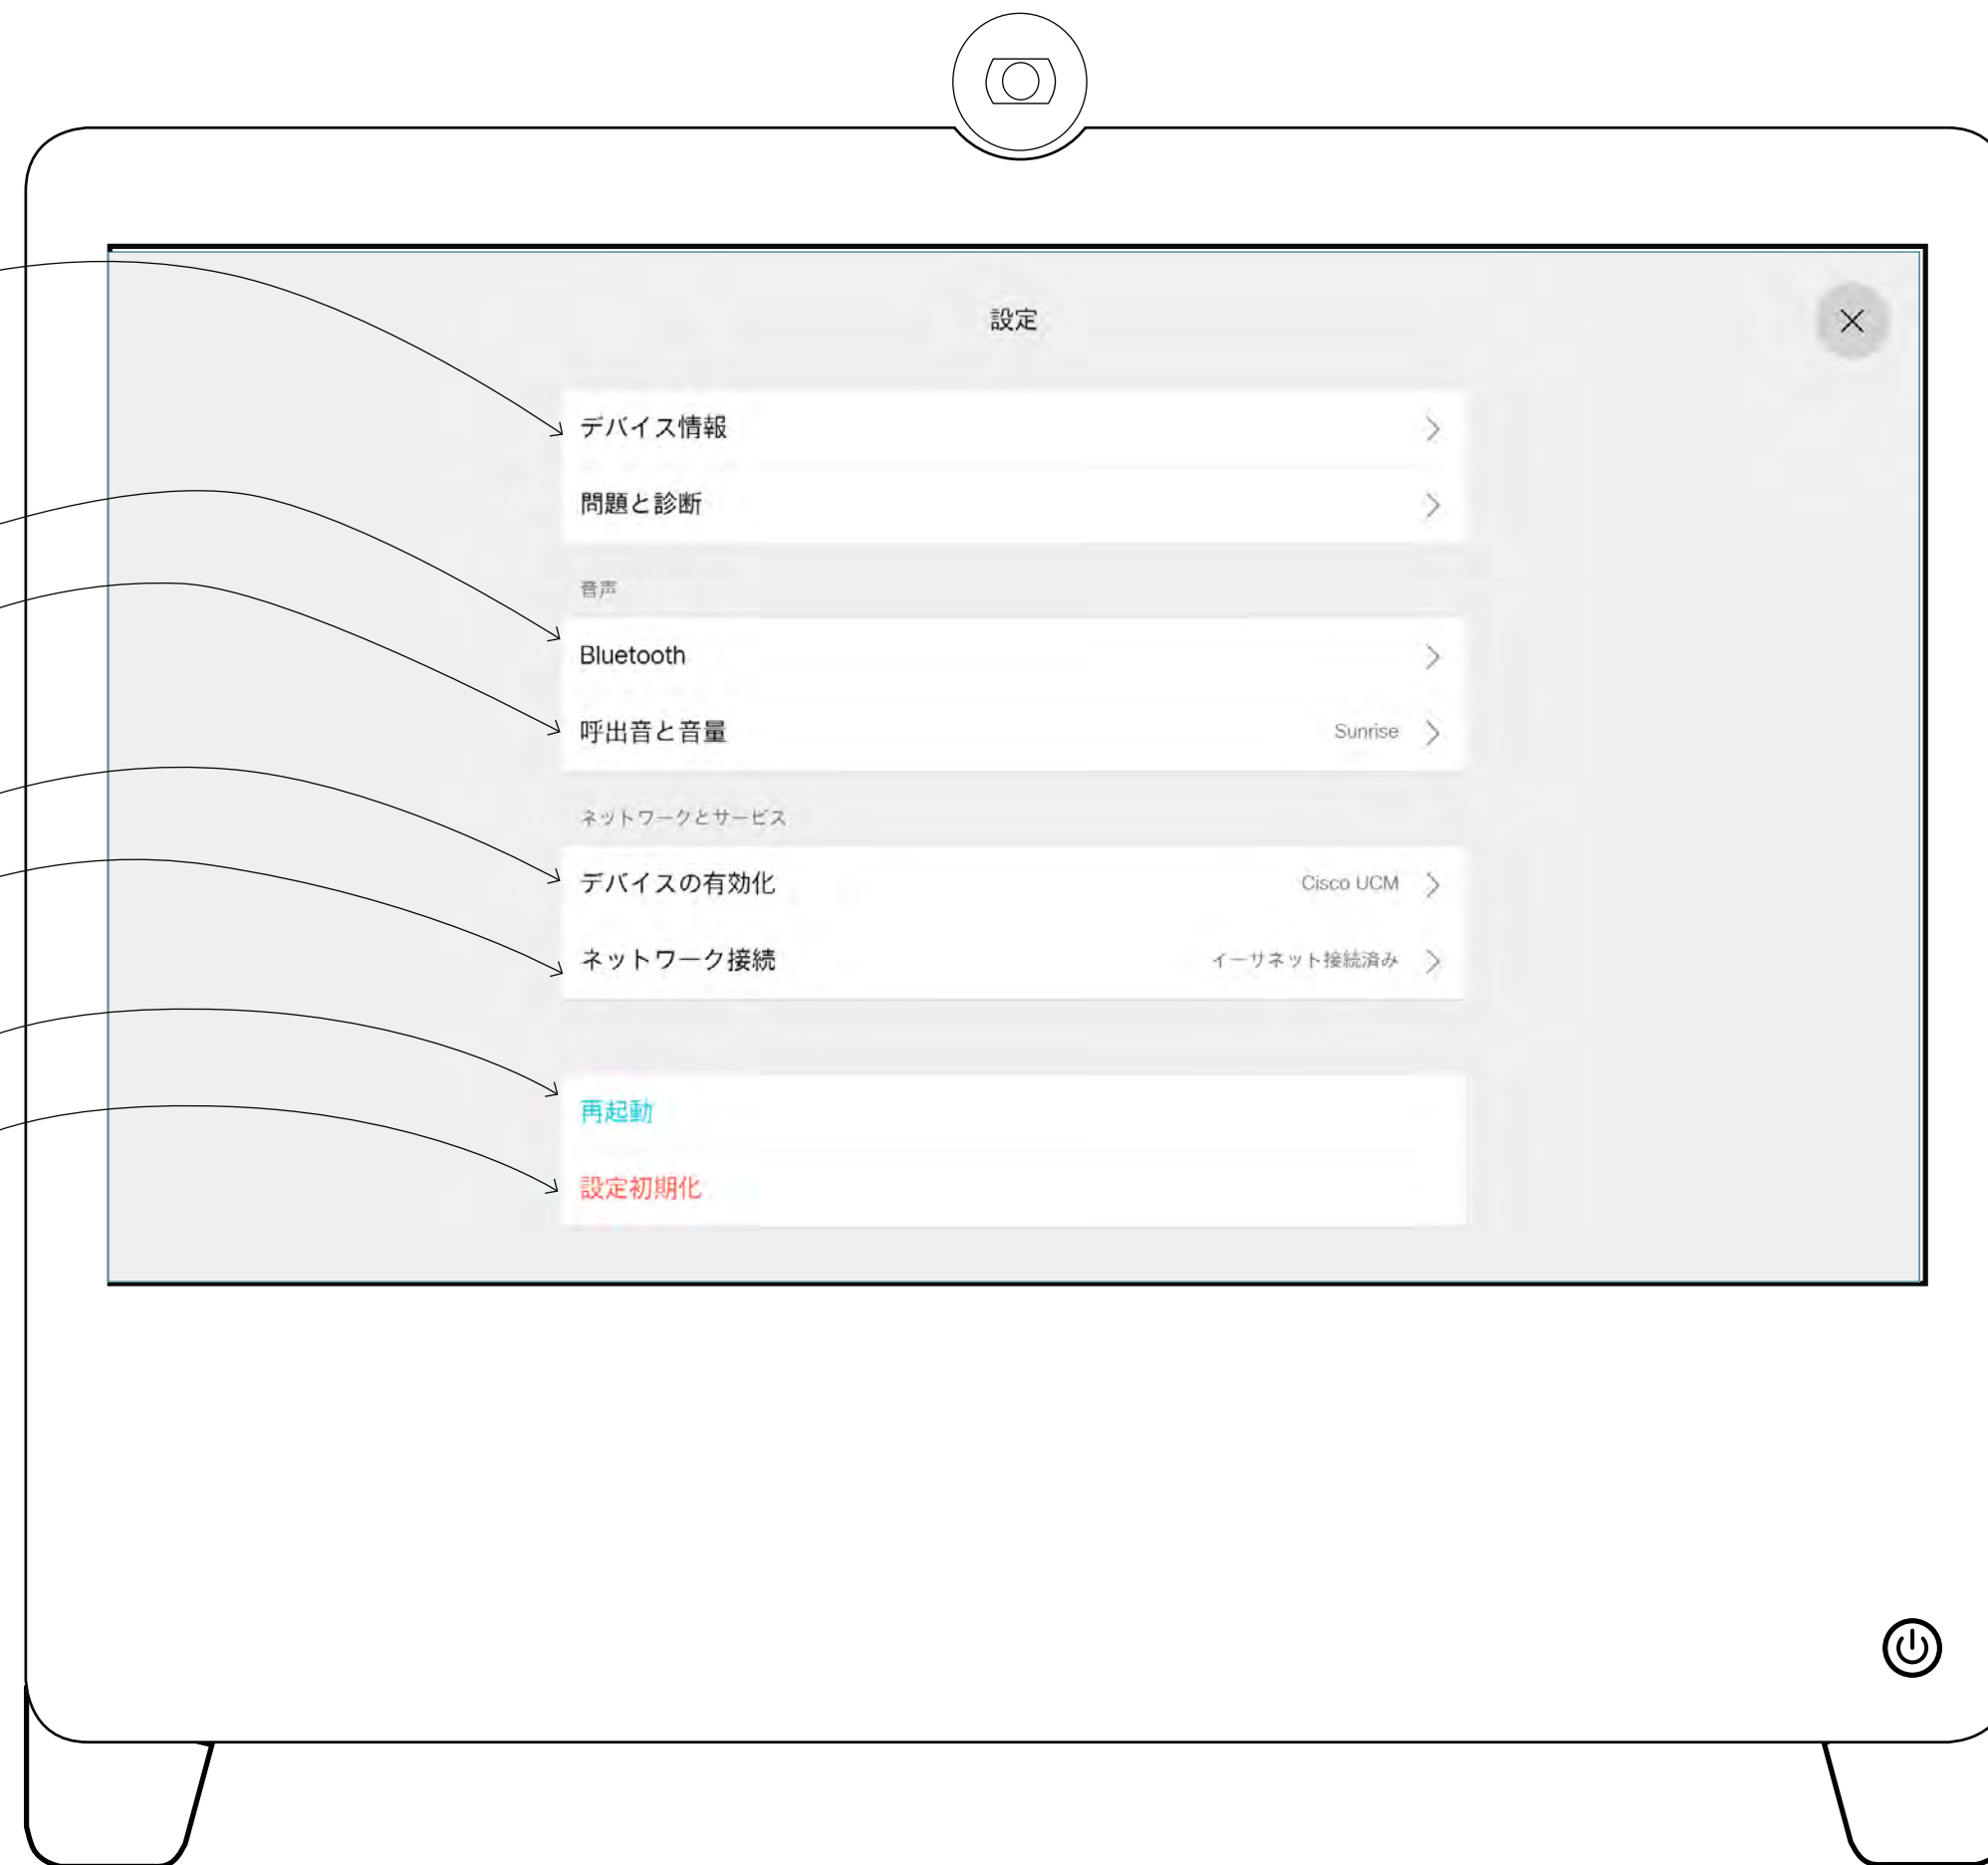 設定
デバイス情報
問題と診断
音声
Bluetooth
呼出音と音量 Sunrise
ネットワークとサービス
デバイスの有効化 Cisco UCM
ネットワーク接続 イーサネット接続済み
再起動
設定初期化